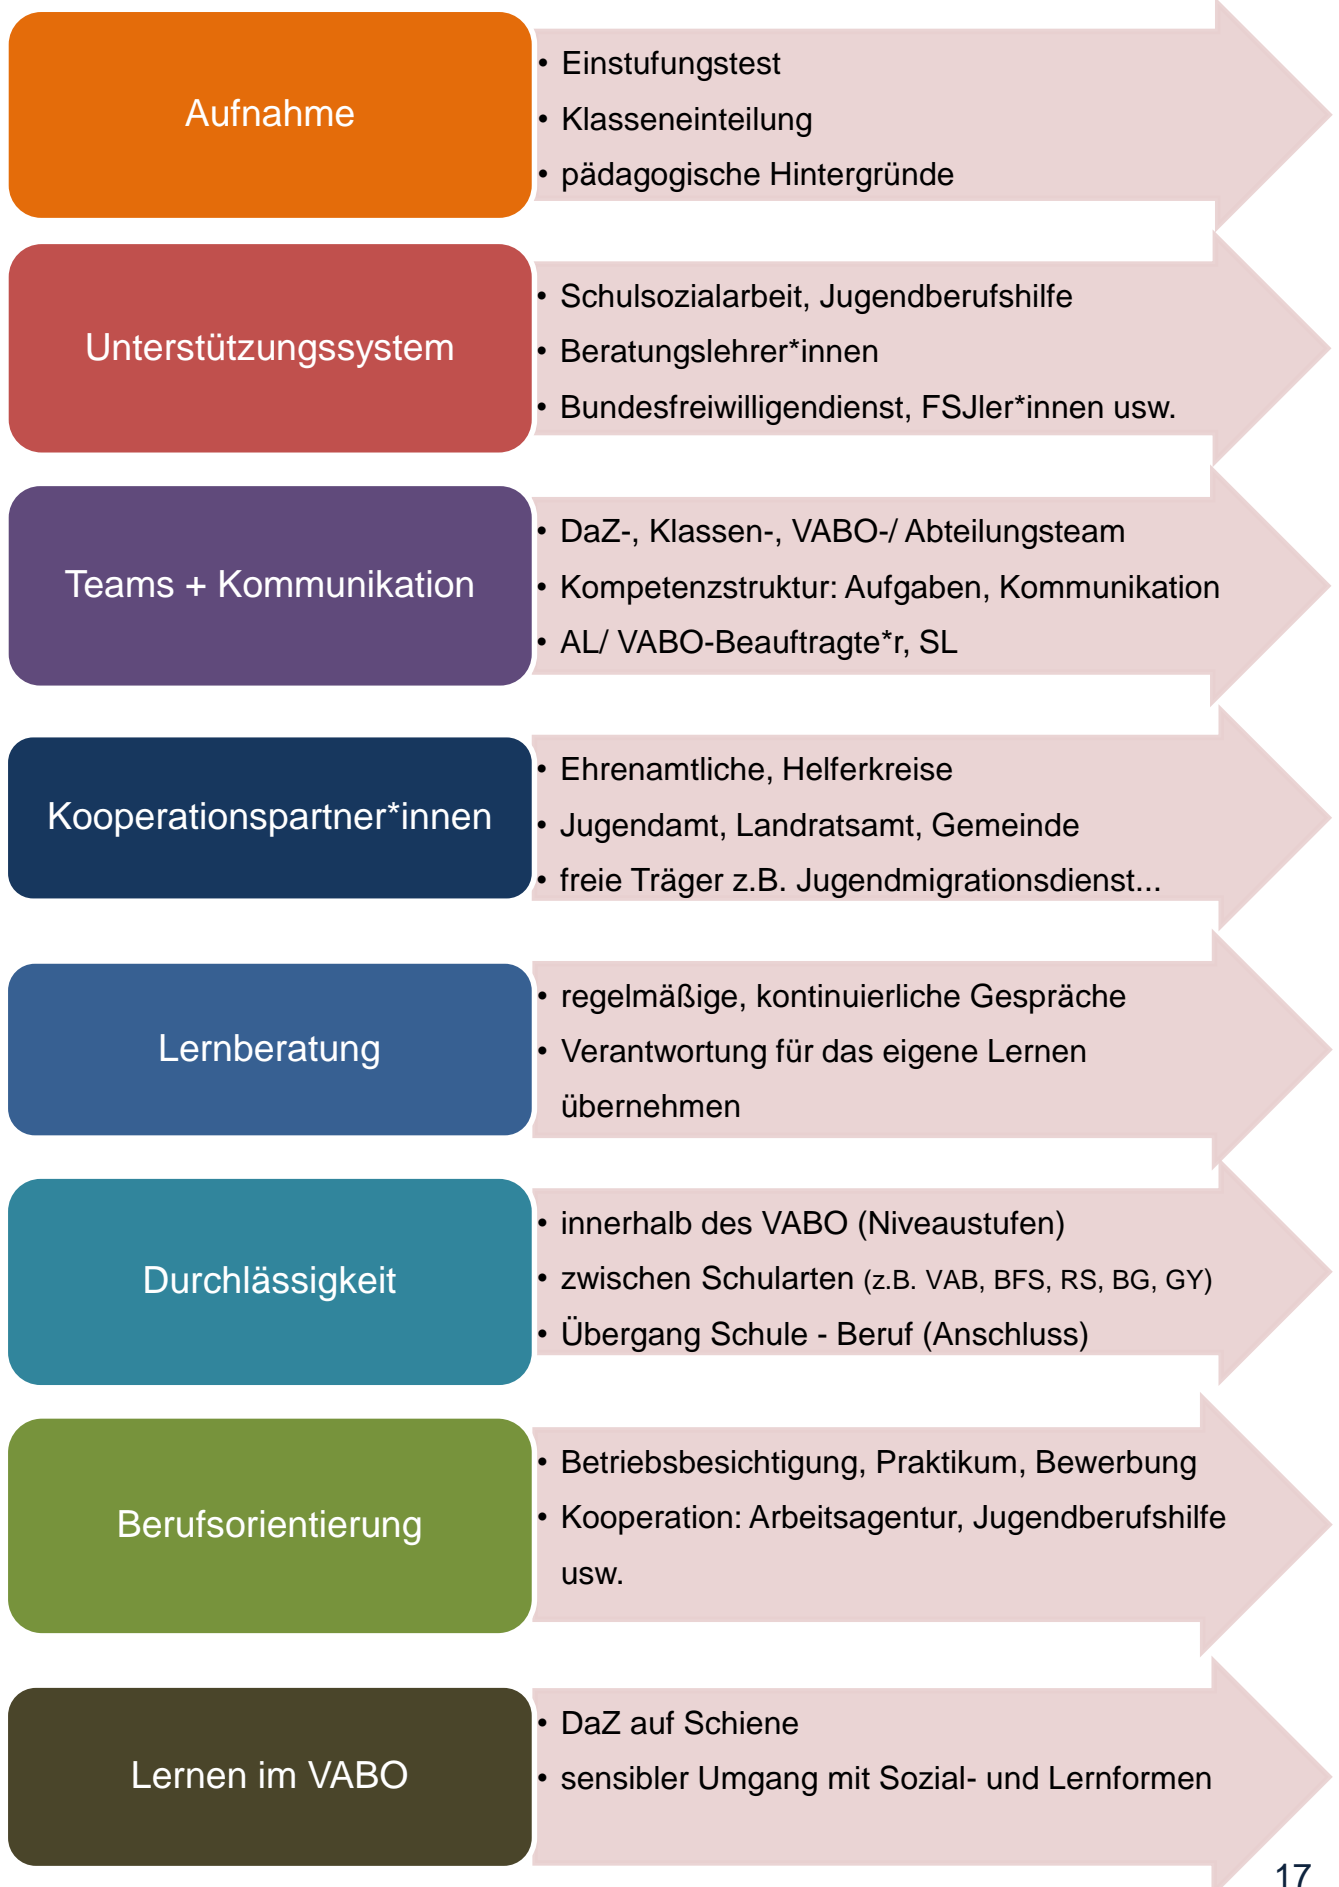 Aufnahme
• Einstufungstest
• Klasseneinteilung
• pädagogische Hintergründe
Unterstützungssystem
• Schulsozialarbeit, Jugendberufshilfe
• Beratungslehrer*innen
• Bundesfreiwilligendienst, FSJler*innen usw.
Teams + Kommunikation
• DaZ-, Klassen-, VABO-/ Abteilungsteam
• Kompetenzstruktur: Aufgaben, Kommunikation
• AL/ VABO-Beauftragte*r, SL
Kooperationspartner*innen
• Ehrenamtliche, Helferkreise
• Jugendamt, Landratsamt, Gemeinde
• freie Träger z.B. Jugendmigrationsdienst...
Lernberatung
• regelmäßige, kontinuierliche Gespräche
• Verantwortung für das eigene Lernen
übernehmen
Durchlässigkeit
• innerhalb des VABO (Niveaustufen)
• zwischen Schularten (z.B. VAB, BFS, RS, BG, GY)
• Übergang Schule - Beruf (Anschluss)
Berufsorientierung
• Betriebsbesichtigung, Praktikum, Bewerbung
• Kooperation: Arbeitsagentur, Jugendberufshilfe
usw.
Lernen im VABO
• DaZ auf Schiene
• sensibler Umgang mit Sozial- und Lernformen
17